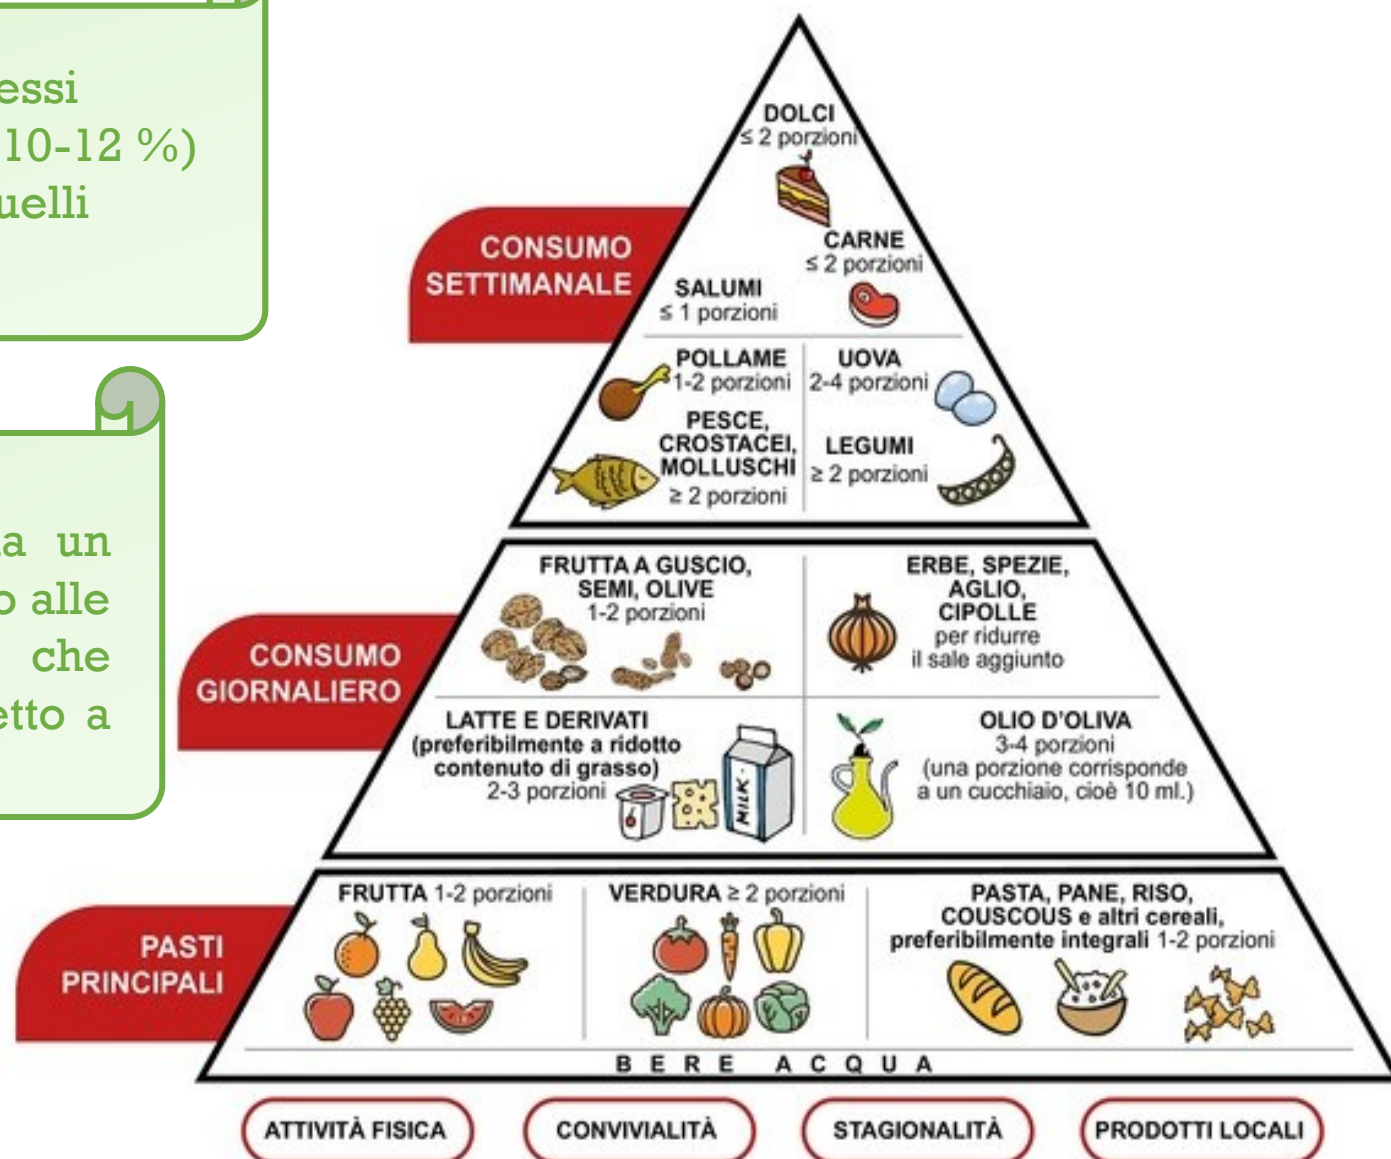 essi
10-12 %)
uelli
a un
o alle
che
etto a
DOLCI
≤ 2 porzioni
CARNE
≤ 2 porzioni
SALUMI
≤ 1 porzioni
CONSUMO
SETTIMANALE
POLLAME
1-2 porzioni
UOVA
2-4 porzioni
PESCE,
CROSTACEI,
MOLLUSCHI
≥ 2 porzioni
LEGUMI
≥ 2 porzioni
FRUTTA A GUSCIO,
SEMI, OLIVE
1-2 porzioni
ERBE, SPEZIE,
AGLIO,
CIPOLLE
per ridurre
il sale aggiunto
CONSUMO
GIORNALIERO
LATTE E DERIVATI
(preferibilmente a ridotto
contenuto di grasso)
2-3 porzioni
MILK
OLIO D'OLIVA
3-4 porzioni
(una porzione corrisponde
a un cucchiaio, cioè 10 ml.)
PASTI
PRINCIPALI
FRUTTA 1-2 porzioni
VERDURA ≥ 2 porzioni
PASTA, PANE, RISO,
COUSCOUS e altri cereali,
preferibilmente integrali 1-2 porzioni
BERE ACQUA
ATTIVITÀ FISICA
CONVIVIALITÀ
STAGIONALITÀ
PRODOTTI LOCALI